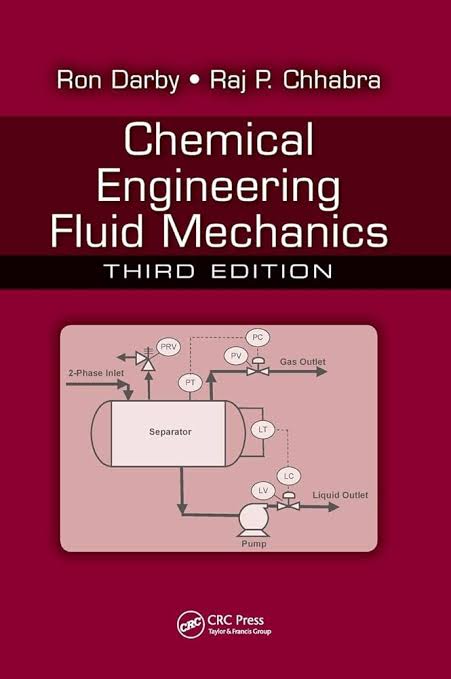 Ron Darby • Raj P. Chhabra
Chemical
Engineering
Fluid Mechanics
THIRD EDITION
PC
PRV
PV
Gas Outlet
2-Phase Inlet
PT
Separator
LT
LC
LV
Liquid Outlet
Pump
CRC
CRC Press
Taylor & Francis Group